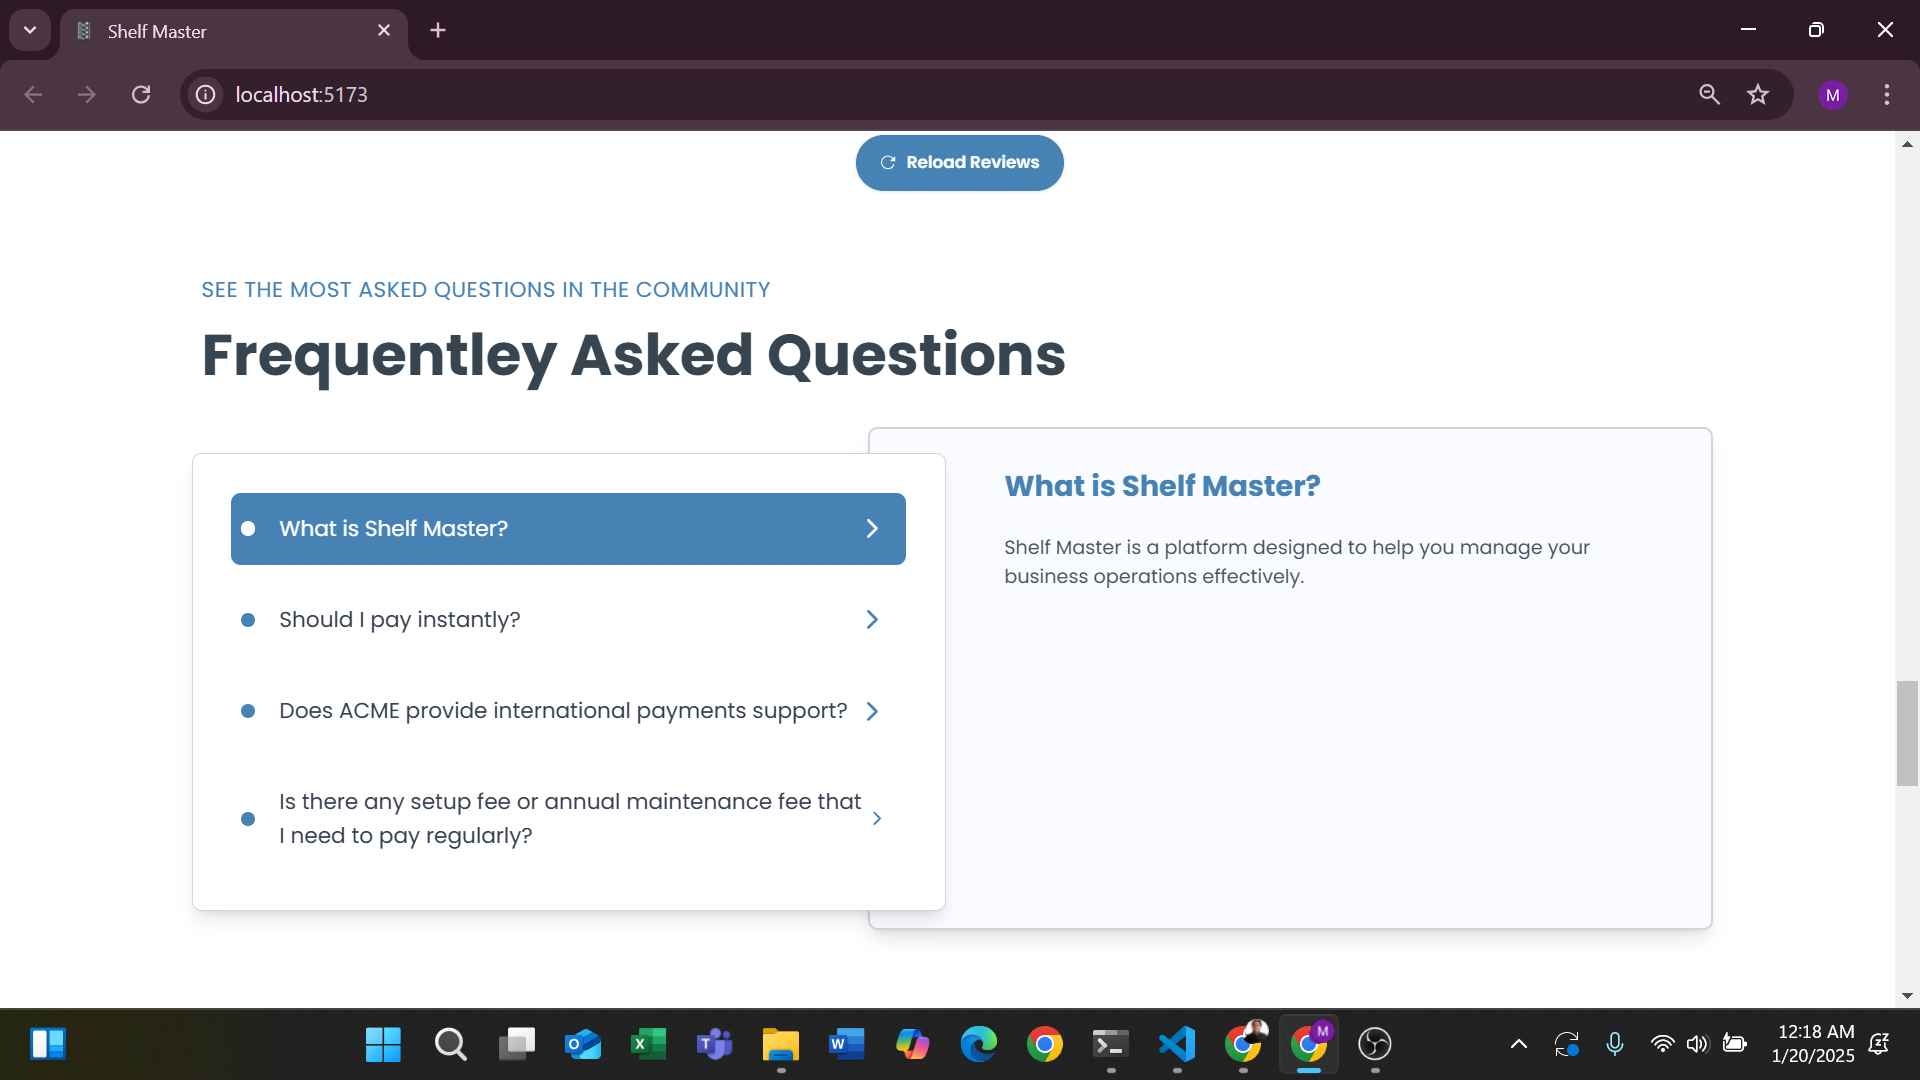 Shelf Master
localhost:5173
M
Reload Reviews
SEE THE MOST ASKED QUESTIONS IN THE COMMUNITY
Frequentley Asked Questions
What is Shelf Master?
Should I pay instantly?
Does ACME provide international payments support?
Is there any setup fee or annual maintenance fee that
I need to pay regularly?
What is Shelf Master?
Shelf Master is a platform designed to help you manage your
business operations effectively.
M
12:18 AM
1/20/2025